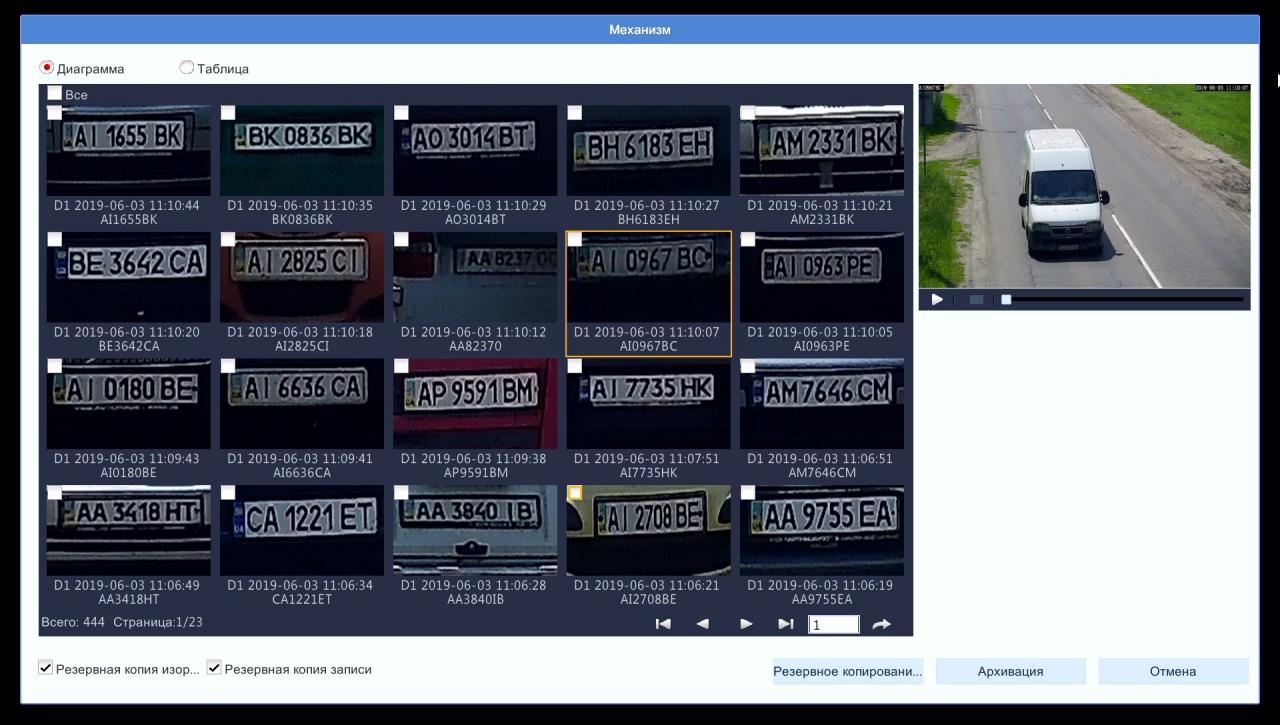 Механизм
Диаграмма Таблица
Все
AI 1655 BK BK 0836 BK AO 3014 BT BH 6183 EH AM 2331 BK
D1 2019-06-03 11:10:44 D1 2019-06-03 11:10:35 D1 2019-06-03 11:10:29 D1 2019-06-03 11:10:27 D1 2019-06-03 11:10:21
AI1655BK BK0836BK AO3014BT BH6183EH AM2331BK
BE 3642 CA AI 2825 CI AA 8237 AI 0967 BC AI 0963 PE
D1 2019-06-03 11:10:20 D1 2019-06-03 11:10:18 D1 2019-06-03 11:10:12 D1 2019-06-03 11:10:07 D1 2019-06-03 11:10:05
BE3642CA AI2825CI AA82370 AI0967BC AI0963PE
AI 0180 BE AI 6636 CA AP 9591 BM AI 7735 HK AM 7646 CM
D1 2019-06-03 11:09:43 D1 2019-06-03 11:09:41 D1 2019-06-03 11:09:38 D1 2019-06-03 11:07:51 D1 2019-06-03 11:06:51
AI0180BE AI6636CA AP9591BM AI7735HK AM7646CM
AA 3418 HT CA 1221 ET AA 3840 IB AI 2708 BE AA 9755 EA
D1 2019-06-03 11:06:49 D1 2019-06-03 11:06:34 D1 2019-06-03 11:06:28 D1 2019-06-03 11:06:21 D1 2019-06-03 11:06:19
AA3418HT CA1221ET AA3840IB AI2708BE AA9755EA
Всего: 444 Страница:1/23 1
AI0967BC 2019-06-03 11:10:07
Резервная копия изор... Резервная копия записи Резервное копировани... Архивация Отмена